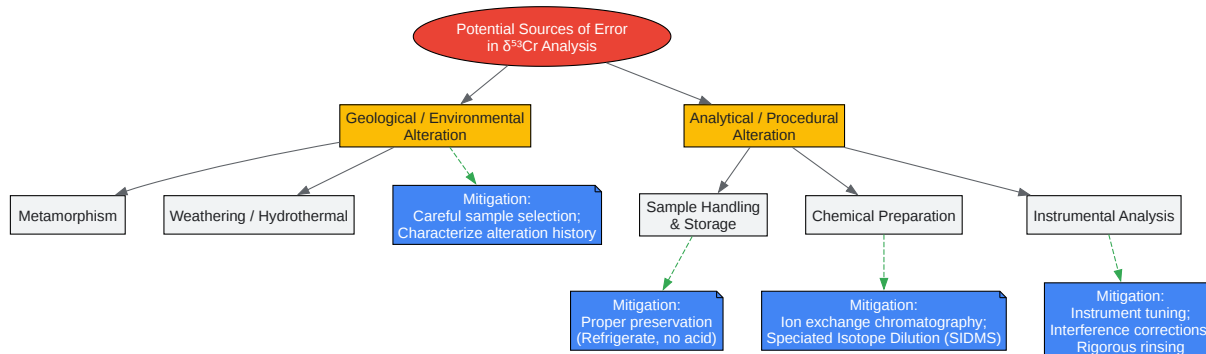 Potential Sources of Error
in δ⁵³Cr Analysis
Geological / Environmental
Alteration
Analytical / Procedural
Alteration
Metamorphism
Weathering / Hydrothermal
Mitigation:
Careful sample selection;
Characterize alteration history
Sample Handling
& Storage
Chemical Preparation
Instrumental Analysis
Mitigation:
Proper preservation
(Refrigerate, no acid)
Mitigation:
Ion exchange chromatography;
Speciated Isotope Dilution (SIDMS)
Mitigation:
Instrument tuning;
Interference corrections
Rigorous rinsing